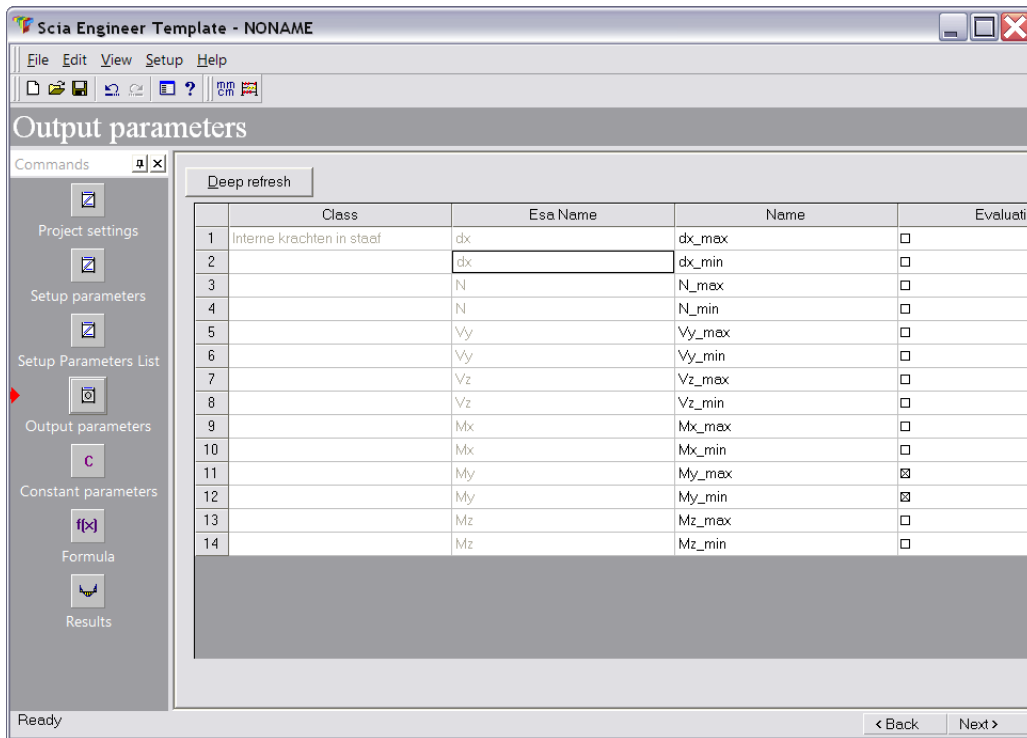 Scia Engineer Template - NONAME
File Edit View Setup Help
mm
cm
Output parameters
Commands
Project settings
Setup parameters
Setup Parameters List
Output parameters
C
Constant parameters
f(x)
Formula
Results
Deep refresh
Class Esa Name Name Evaluati
1 Interne krachten in staaf dx dx_max
2 dx dx_min
3 N N_max
4 N N_min
5 Vy Vy_max
6 Vy Vy_min
7 Vz Vz_max
8 Vz Vz_min
9 Mx Mx_max
10 Mx Mx_min
11 My My_max
12 My My_min
13 Mz Mz_max
14 Mz Mz_min
Ready < Back Next >